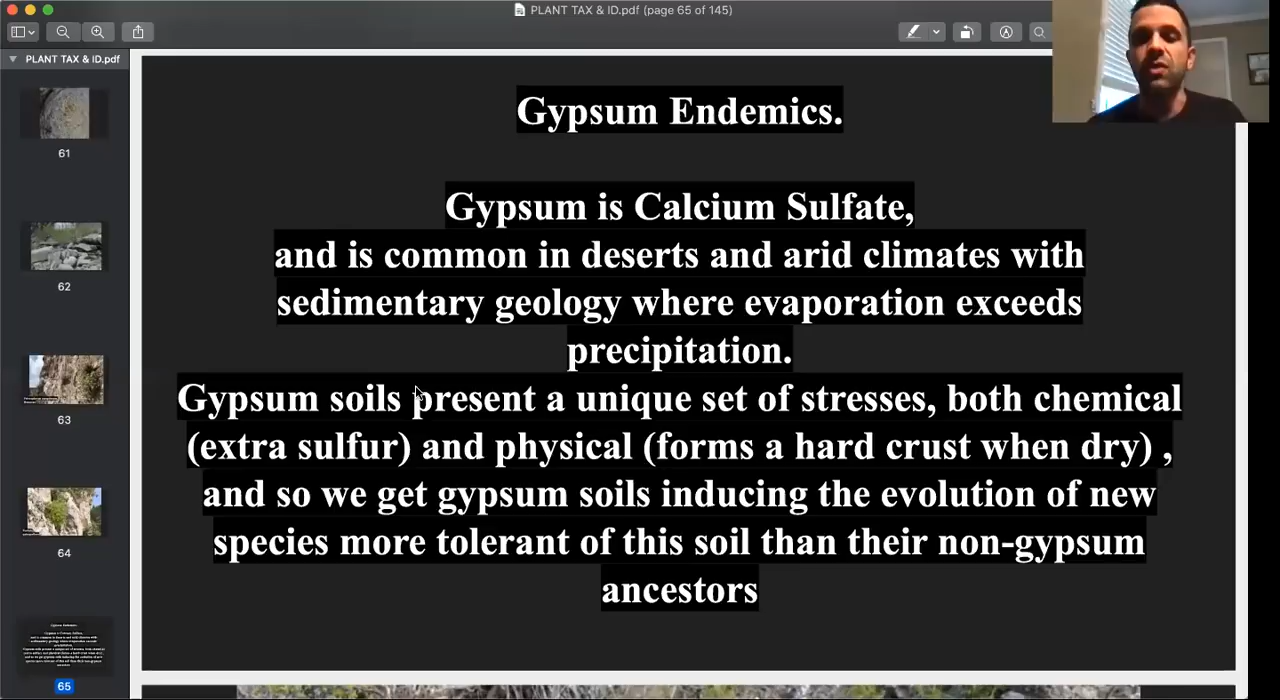 PLANT TAX & ID.pdf (page 65 of 145)
PLANT TAX & ID.pdf
61
62
63
64
65
Gypsum Endemics.
Gypsum is Calcium Sulfate,
and is common in deserts and arid climates with
sedimentary geology where evaporation exceeds
precipitation.
Gypsum soils present a unique set of stresses, both chemical
(extra sulfur) and physical (forms a hard crust when dry) ,
and so we get gypsum soils inducing the evolution of new
species more tolerant of this soil than their non-gypsum
ancestors